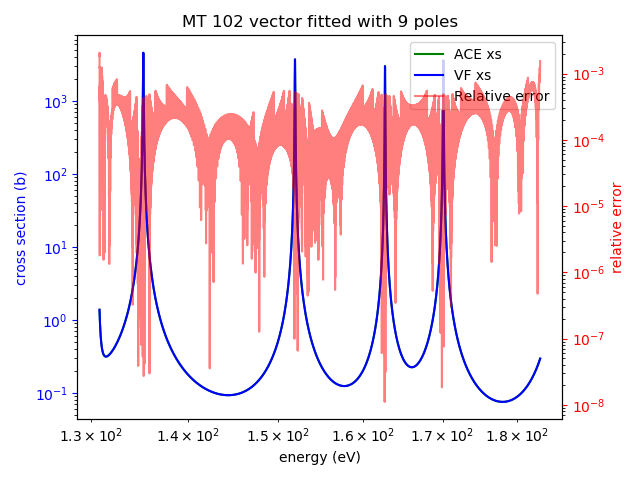 MT 102 vector fitted with 9 poles
ACE xs
VF xs
Relative error
10³
10²
10¹
10⁰
10⁻¹
cross section (b)
10⁻³
10⁻⁴
10⁻⁵
10⁻⁶
10⁻⁷
10⁻⁸
relative error
1.3 × 10² 1.4 × 10² 1.5 × 10² 1.6 × 10² 1.7 × 10² 1.8 × 10²
energy (eV)